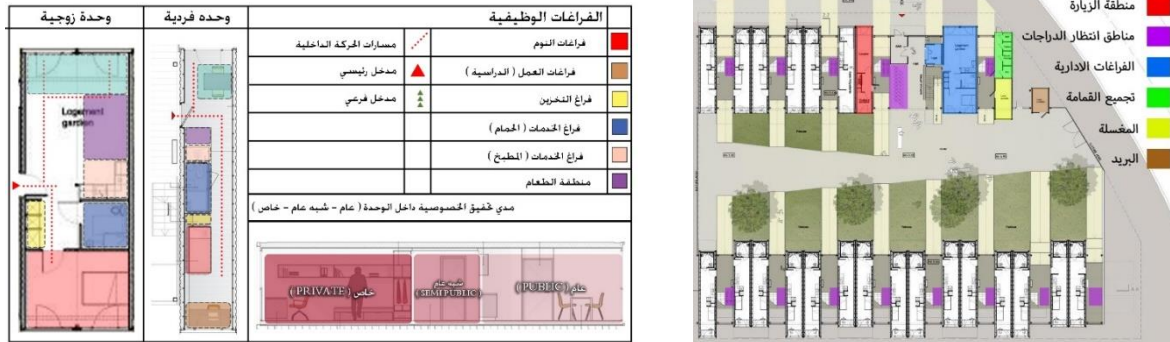 وحدة زوجية
وحده فردية
الفراغات الوظيفية
فراغات النوم
مسارات الحركة الداخلية
فراغات العمل ( الدراسية )
مدخل رئيسي
فراغ التخزين
مدخل فرعي
فراغ الخدمات ( الحمام )
فراغ الخدمات ( المطبخ )
منطقة الطعام
مدي تحقيق الخصوصية داخل الوحدة ( عام - شبه عام - خاص )
خاص (PRIVATE)
شبه عام (SEMI PUBLIC)
عام (PUBLIC)
Logement
garden
منطقة الزيارة
مناطق انتظار الدراجات
الفراغات الادارية
تجميع القمامة
المغسلة
البريد